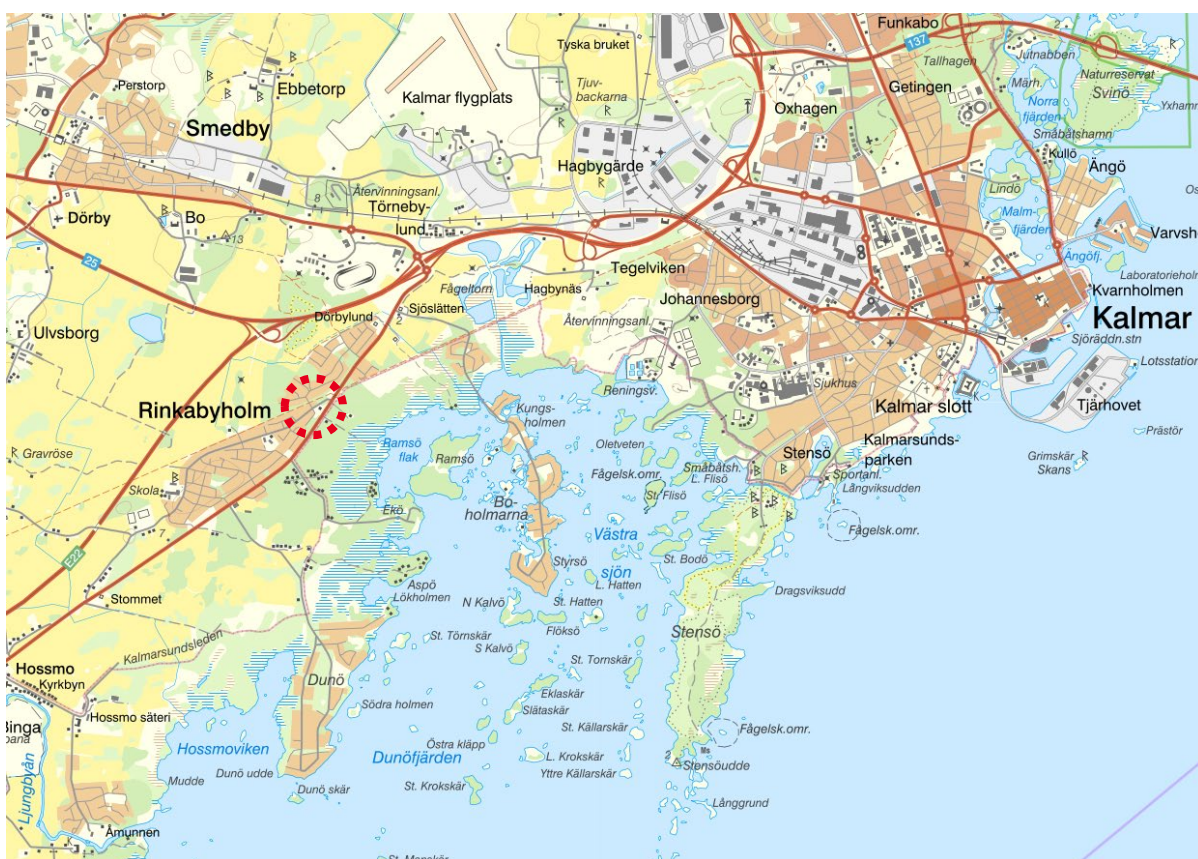 Funkabo
Tyska bruket
137
Jutnabben
Tallhagen
Perstorp
Ebbetorp
Tjuv-
backarna
Kalmar flygplats
Getingen
Märh.
Naturreservat
Svinö
Oxhagen
Norra
fjärden
Yxhamn
Smedby
Småbåtshamn
Hagbygärde
Kullö
Ängö
Återvinningsanl.
8
Törneby-
lund
Lindö
Dörby
Bo
13
Malm-
fjärden
Varvsh
Ängöfj.
25
Tegelviken
Laboratorieholm
Fågeltorn
Hagbynäs
Johannesborg
Kvarnholmen
Kalmar
Sjöslätten
Dörbylund
2
Återvinningsanl.
Sjöräddn.stn
Ulvsborg
Lotsstation
Reningsv.
Sjukhus
Rinkabyholm
Kungs-
holmen
Kalmar slott
Tjärhovet
Ramsö
flak
Oletveten
Prästör
Gravröse
Ramsö
Stensö
Kalmarsunds-
parken
Grimskär
Skans
Fågelsk.omr.
Småbåtsh.
L. Flisö
Sportanl.
Skola
Bo-
holmarna
St. Flisö
Långviksudden
Ekö
Fågelsk.omr.
7
Västra
sjön
E22
Styrsö
St. Bodö
Aspö
Lökholmen
L. Hatten
Dragsviksudd
Stommet
N Kalvö
St. Hatten
Flöksö
Stensö
Kalmarsundsleden
St. Törnskär
S Kalvö
Hossmo
Kyrkbyn
St. Tornskär
Dunö
Eklaskär
Södra holmen
Slätaskär
Hossmo säteri
St. Källarskär
Fågelsk.omr.
Binga
Östra kläpp
Hossmoviken
Dunöfjärden
L. Krokskär
2
Ms
Stensöudde
Yttre Källarskär
Mudde
Dunö udde
Ljungbyån
Dunö skär
St. Krokskär
Långgrund
Åmunnen